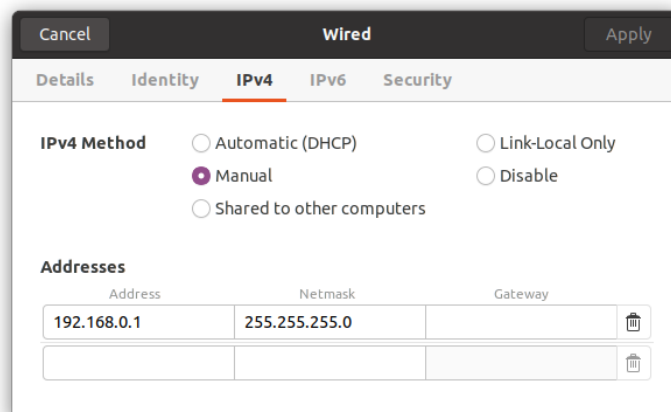 Cancel Wired Apply
Details Identity IPv4 IPv6 Security
IPv4 Method Automatic (DHCP) Link-Local Only
Manual Disable
Shared to other computers
Addresses
Address Netmask Gateway
192.168.0.1 255.255.255.0